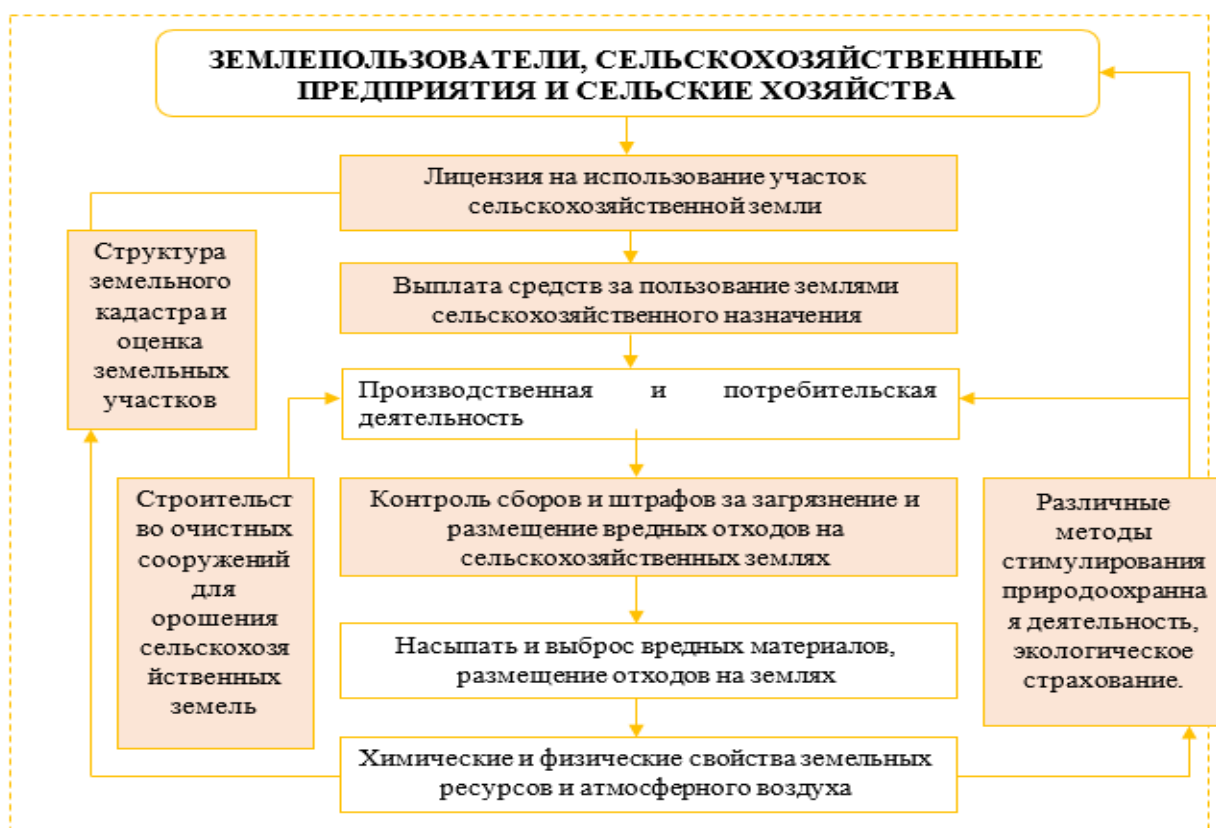 ЗЕМЛЕПОЛЬЗОВАТЕЛИ, СЕЛЬСКОХОЗЯЙСТВЕННЫЕ
ПРЕДПРИЯТИЯ И СЕЛЬСКИЕ ХОЗЯЙСТВА
Лицензия на использование участок
сельскохозяйственной земли
Структура
земельного
кадастра и
оценка
земельных
участков
Выплата средств за пользование землями
сельскохозяйственного назначения
Производственная и потребительская
деятельность
Строительст
во очистных
сооружений
для
орошения
сельскохозя
йственных
земель
Контроль сборов и штрафов за загрязнение и
размещение вредных отходов на
сельскохозяйственных землях
Различные
методы
стимулирования
природоохранна
я деятельность,
экологическое
страхование.
Насыпать и выброс вредных материалов,
размещение отходов на землях
Химические и физические свойства земельных
ресурсов и атмосферного воздуха